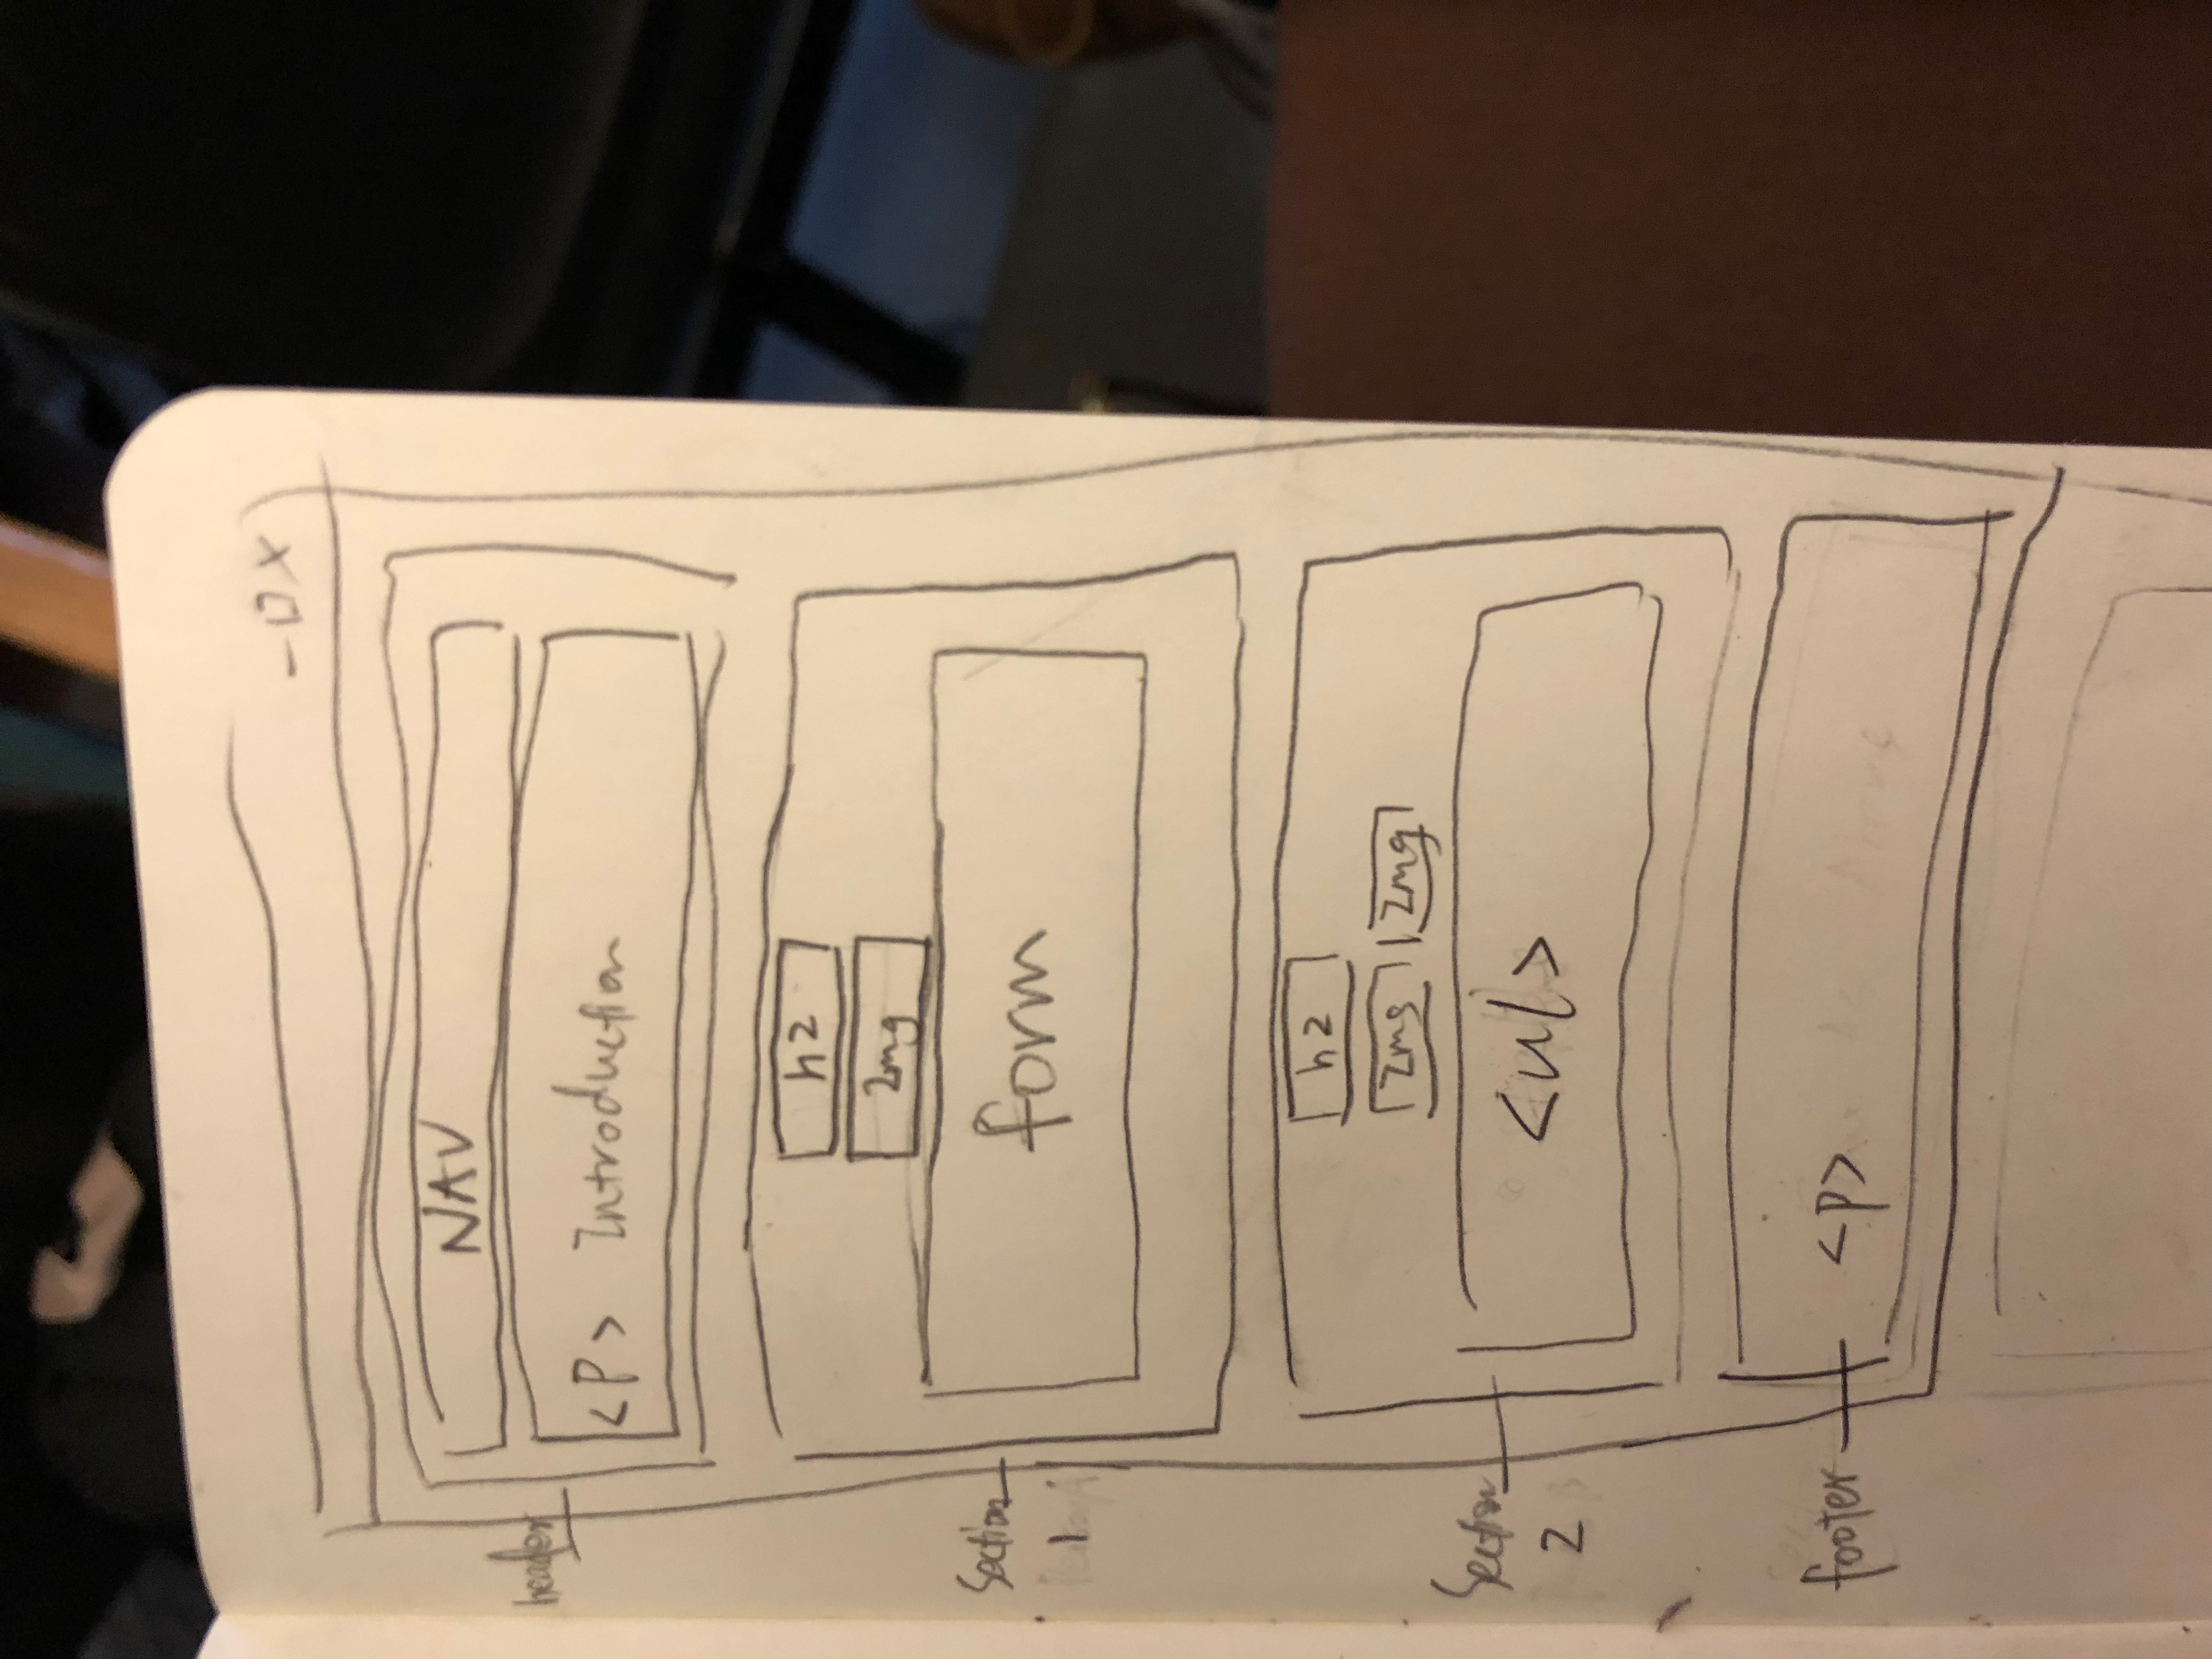 - □ X
NAV
header
<P> Introduction
h2
Img
Section
form
1
h2
Img Img
Section
<ul>
2
footer
<p>